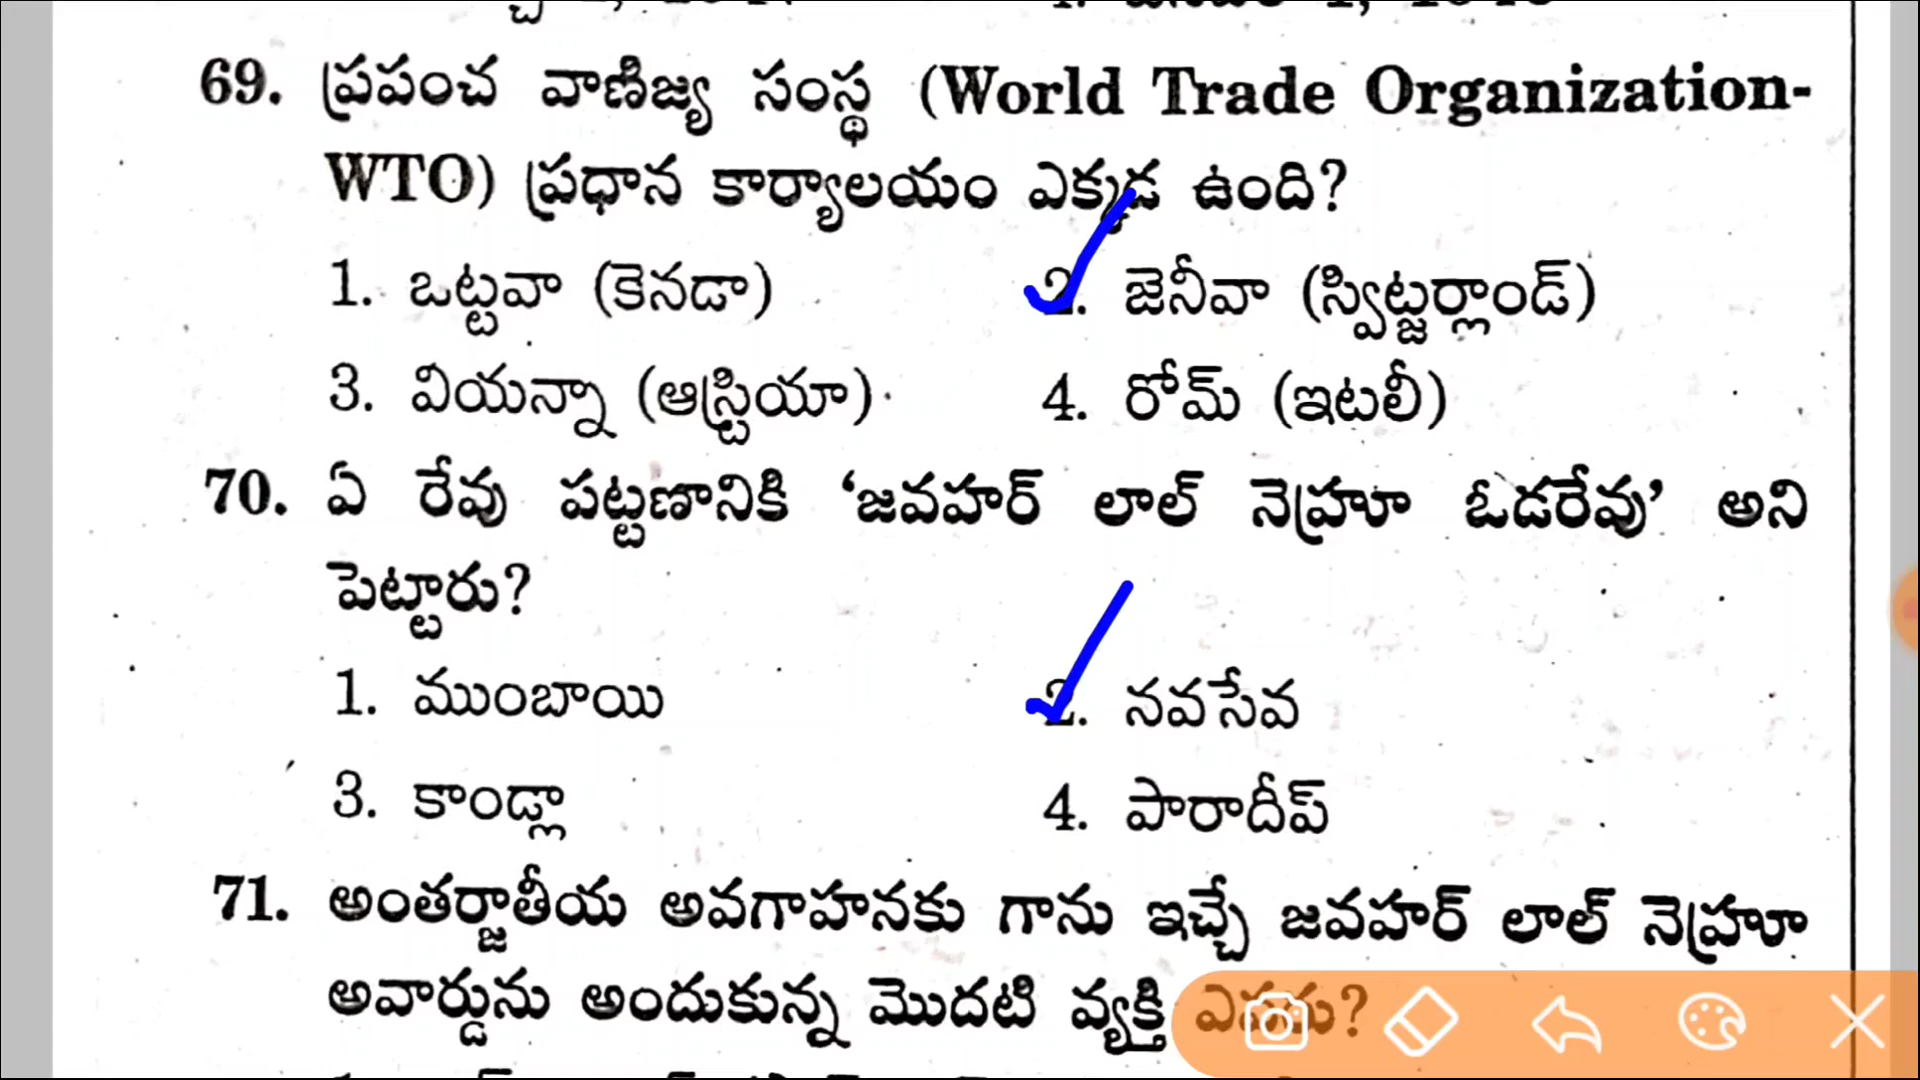 69. ప్రపంచ వాణిజ్య సంస్థ (World Trade Organization-
WTO) ప్రధాన కార్యాలయం ఎక్కడ ఉంది?
1. ఒట్టవా (కెనడా) 2. జెనీవా (స్విట్జర్లాండ్)
3. వియన్నా (ఆస్ట్రియా) 4. రోమ్ (ఇటలీ)
70. ఏ రేవు పట్టణానికి ‘జవహర్ లాల్ నెహ్రూ ఓడరేవు’ అని
పెట్టారు?
1. ముంబాయి 2. నవసేవ
3. కాండ్లా 4. పారాదీప్
71. అంతర్జాతీయ అవగాహనకు గాను ఇచ్చే జవహర్ లాల్ నెహ్రూ
అవార్డును అందుకున్న మొదటి వ్యక్తి ఎవరు?